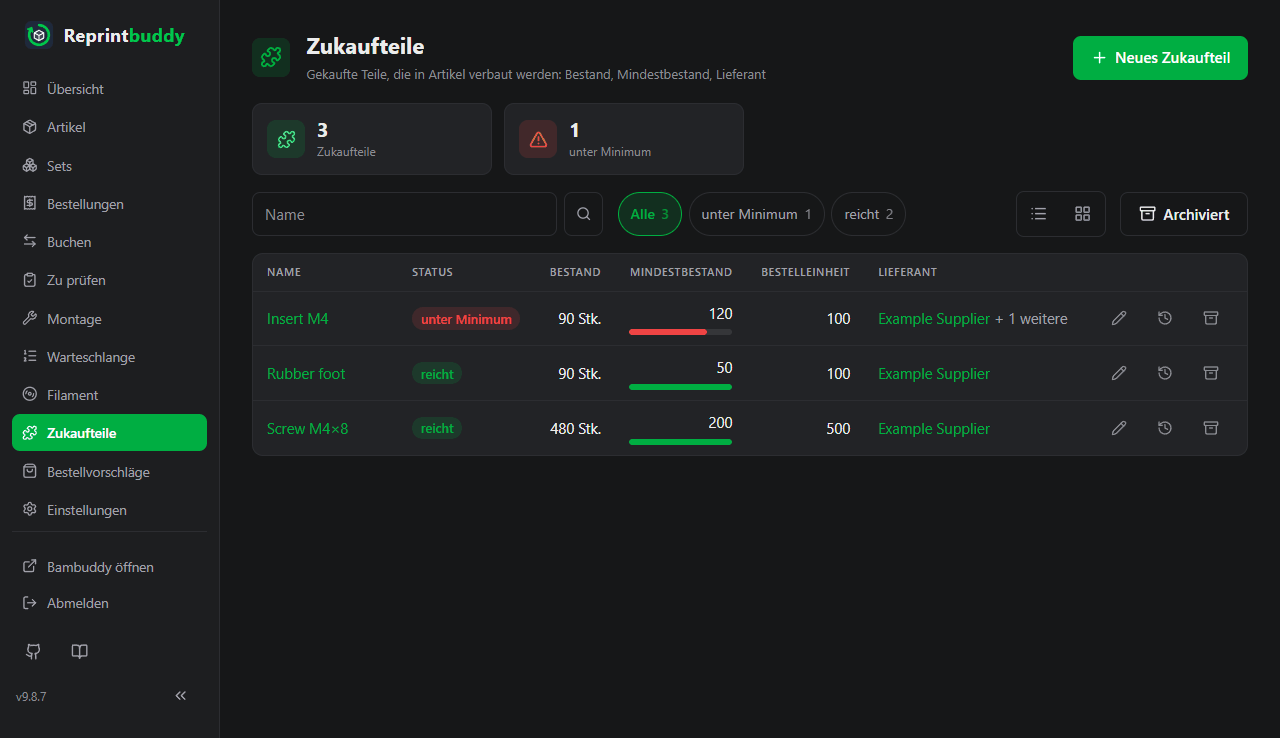 Reprintbuddy
Übersicht
Artikel
Sets
Bestellungen
Buchen
Zu prüfen
Montage
Warteschlange
Filament
Zukaufteile
Bestellvorschläge
Einstellungen
Bambuddy öffnen
Abmelden
v9.8.7
Zukaufteile
Gekaufte Teile, die in Artikel verbaut werden: Bestand, Mindestbestand, Lieferant
Neues Zukaufteil
3
Zukaufteile
1
unter Minimum
Name
Alle 3
unter Minimum 1
reicht 2
Archiviert
NAME STATUS BESTAND MINDESTBESTAND BESTELLEINHEIT LIEFERANT
Insert M4 unter Minimum 90 Stk. 120 100 Example Supplier + 1 weitere
Rubber foot reicht 90 Stk. 50 100 Example Supplier
Screw M4×8 reicht 480 Stk. 200 500 Example Supplier